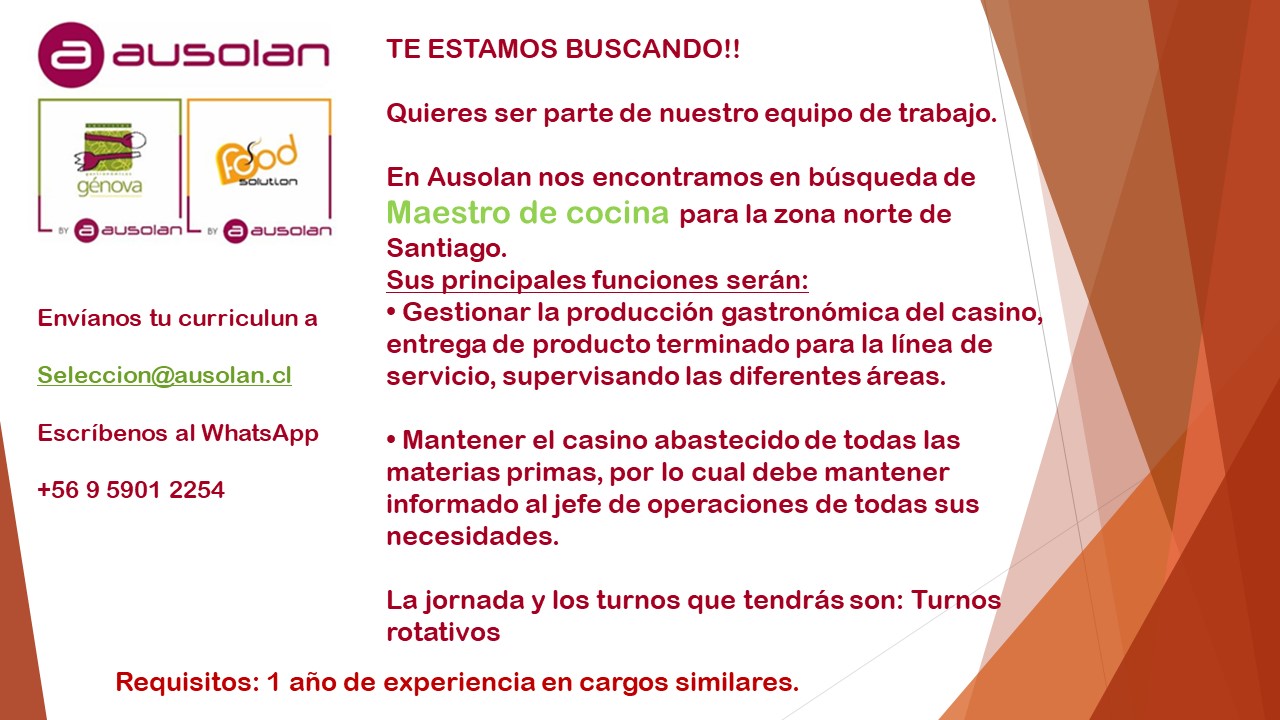 a ausolan
génova
BY a ausolan
Food
solution
BY a ausolan
Envíanos tu curriculun a
Seleccion@ausolan.cl
Escríbenos al WhatsApp
+56 9 5901 2254
TE ESTAMOS BUSCANDO!!
Quieres ser parte de nuestro equipo de trabajo.
En Ausolan nos encontramos en búsqueda de
Maestro de cocina para la zona norte de
Santiago.
Sus principales funciones serán:
• Gestionar la producción gastronómica del casino,
entrega de producto terminado para la línea de
servicio, supervisando las diferentes áreas.
• Mantener el casino abastecido de todas las
materias primas, por lo cual debe mantener
informado al jefe de operaciones de todas sus
necesidades.
La jornada y los turnos que tendrás son: Turnos
rotativos
Requisitos: 1 año de experiencia en cargos similares.